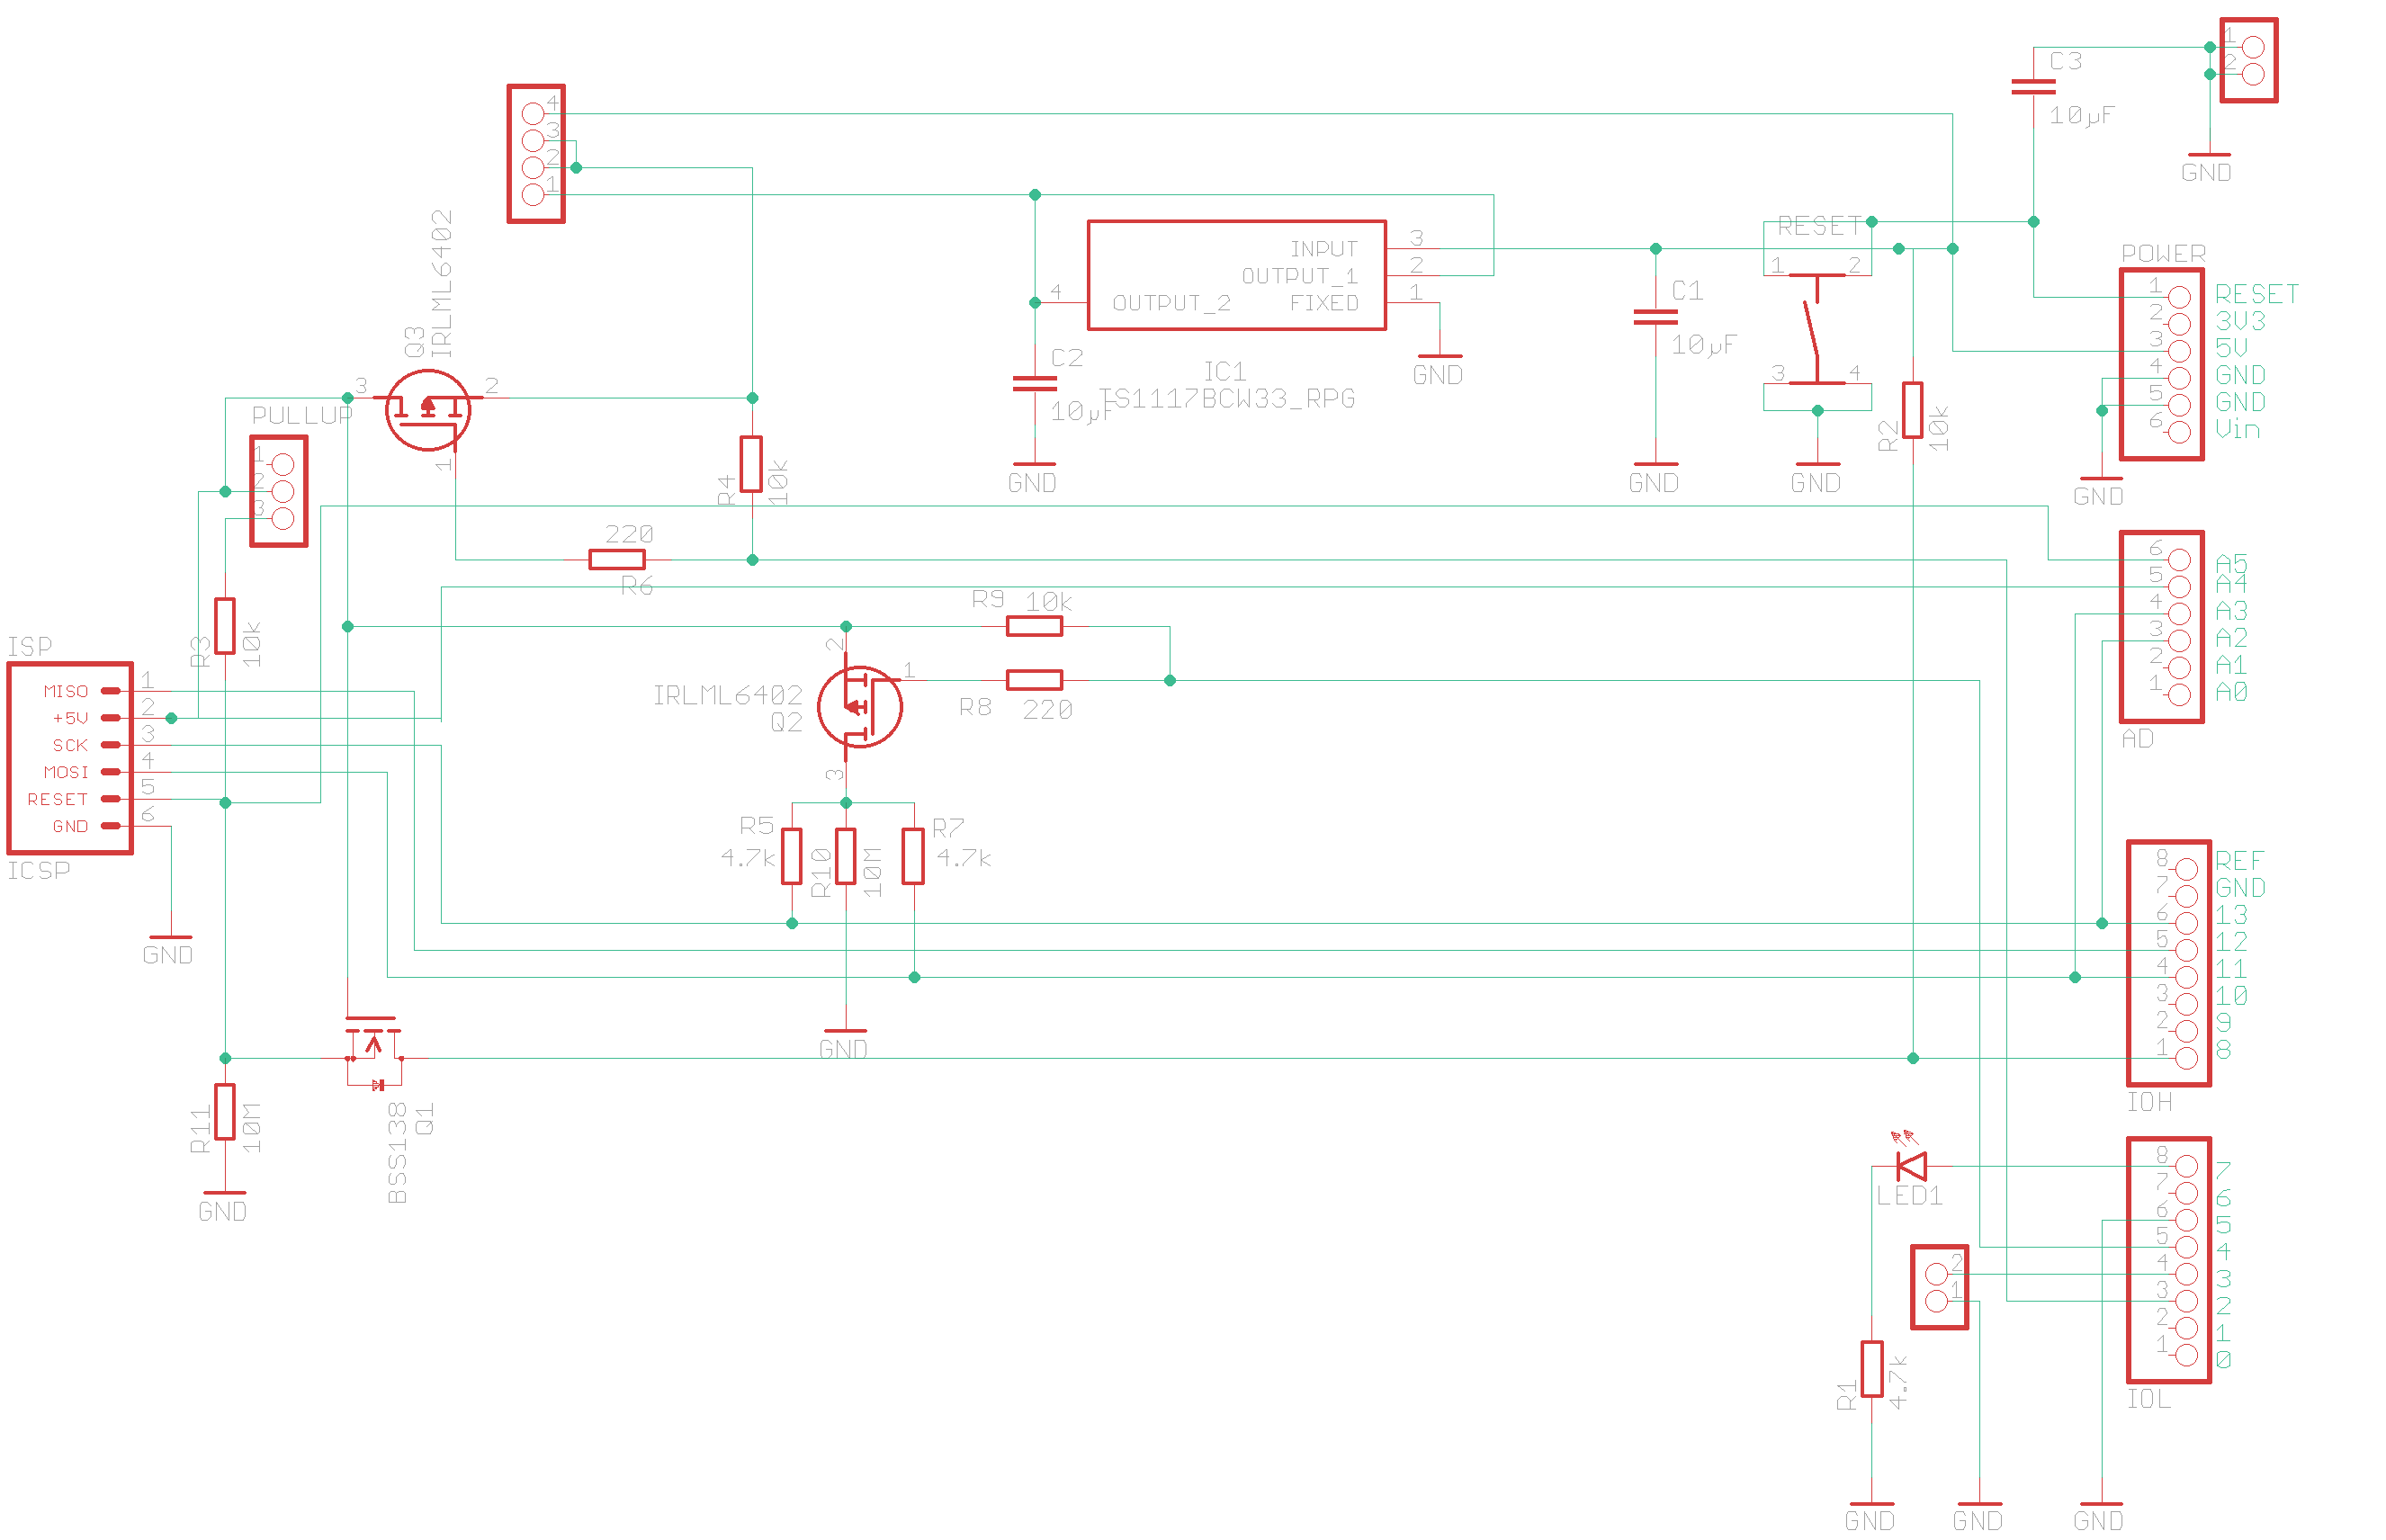 1
2
C3
10µF
GND
4
3
2
1
Q3
IRLML6402
3
2
1
PULLUP
1
2
3
INPUT
OUTPUT_1
FIXED
OUTPUT_2
3
2
1
4
IC1
TS1117BCW33_RPG
GND
C2
10µF
GND
C1
10µF
GND
RESET
1
2
3
4
GND
R2
10k
POWER
1
2
3
4
5
6
RESET
3V3
5V
GND
GND
Vin
GND
R4
10k
220
R6
R3
10k
R9
10k
R8
220
IRLML6402
Q2
2
1
3
6
5
4
3
2
1
A5
A4
A3
A2
A1
A0
AD
ISP
MISO
+5V
SCK
MOSI
RESET
GND
1
2
3
4
5
6
ICSP
GND
R5
4.7k
R10
10M
R7
4.7k
GND
8
7
6
5
4
3
2
1
REF
GND
13
12
11
10
9
8
IOH
R11
10M
GND
BSS138
Q1
LED1
R1
4.7k
GND
2
1
GND
8
7
6
5
4
3
2
1
7
6
5
4
3
2
1
0
IOL
GND